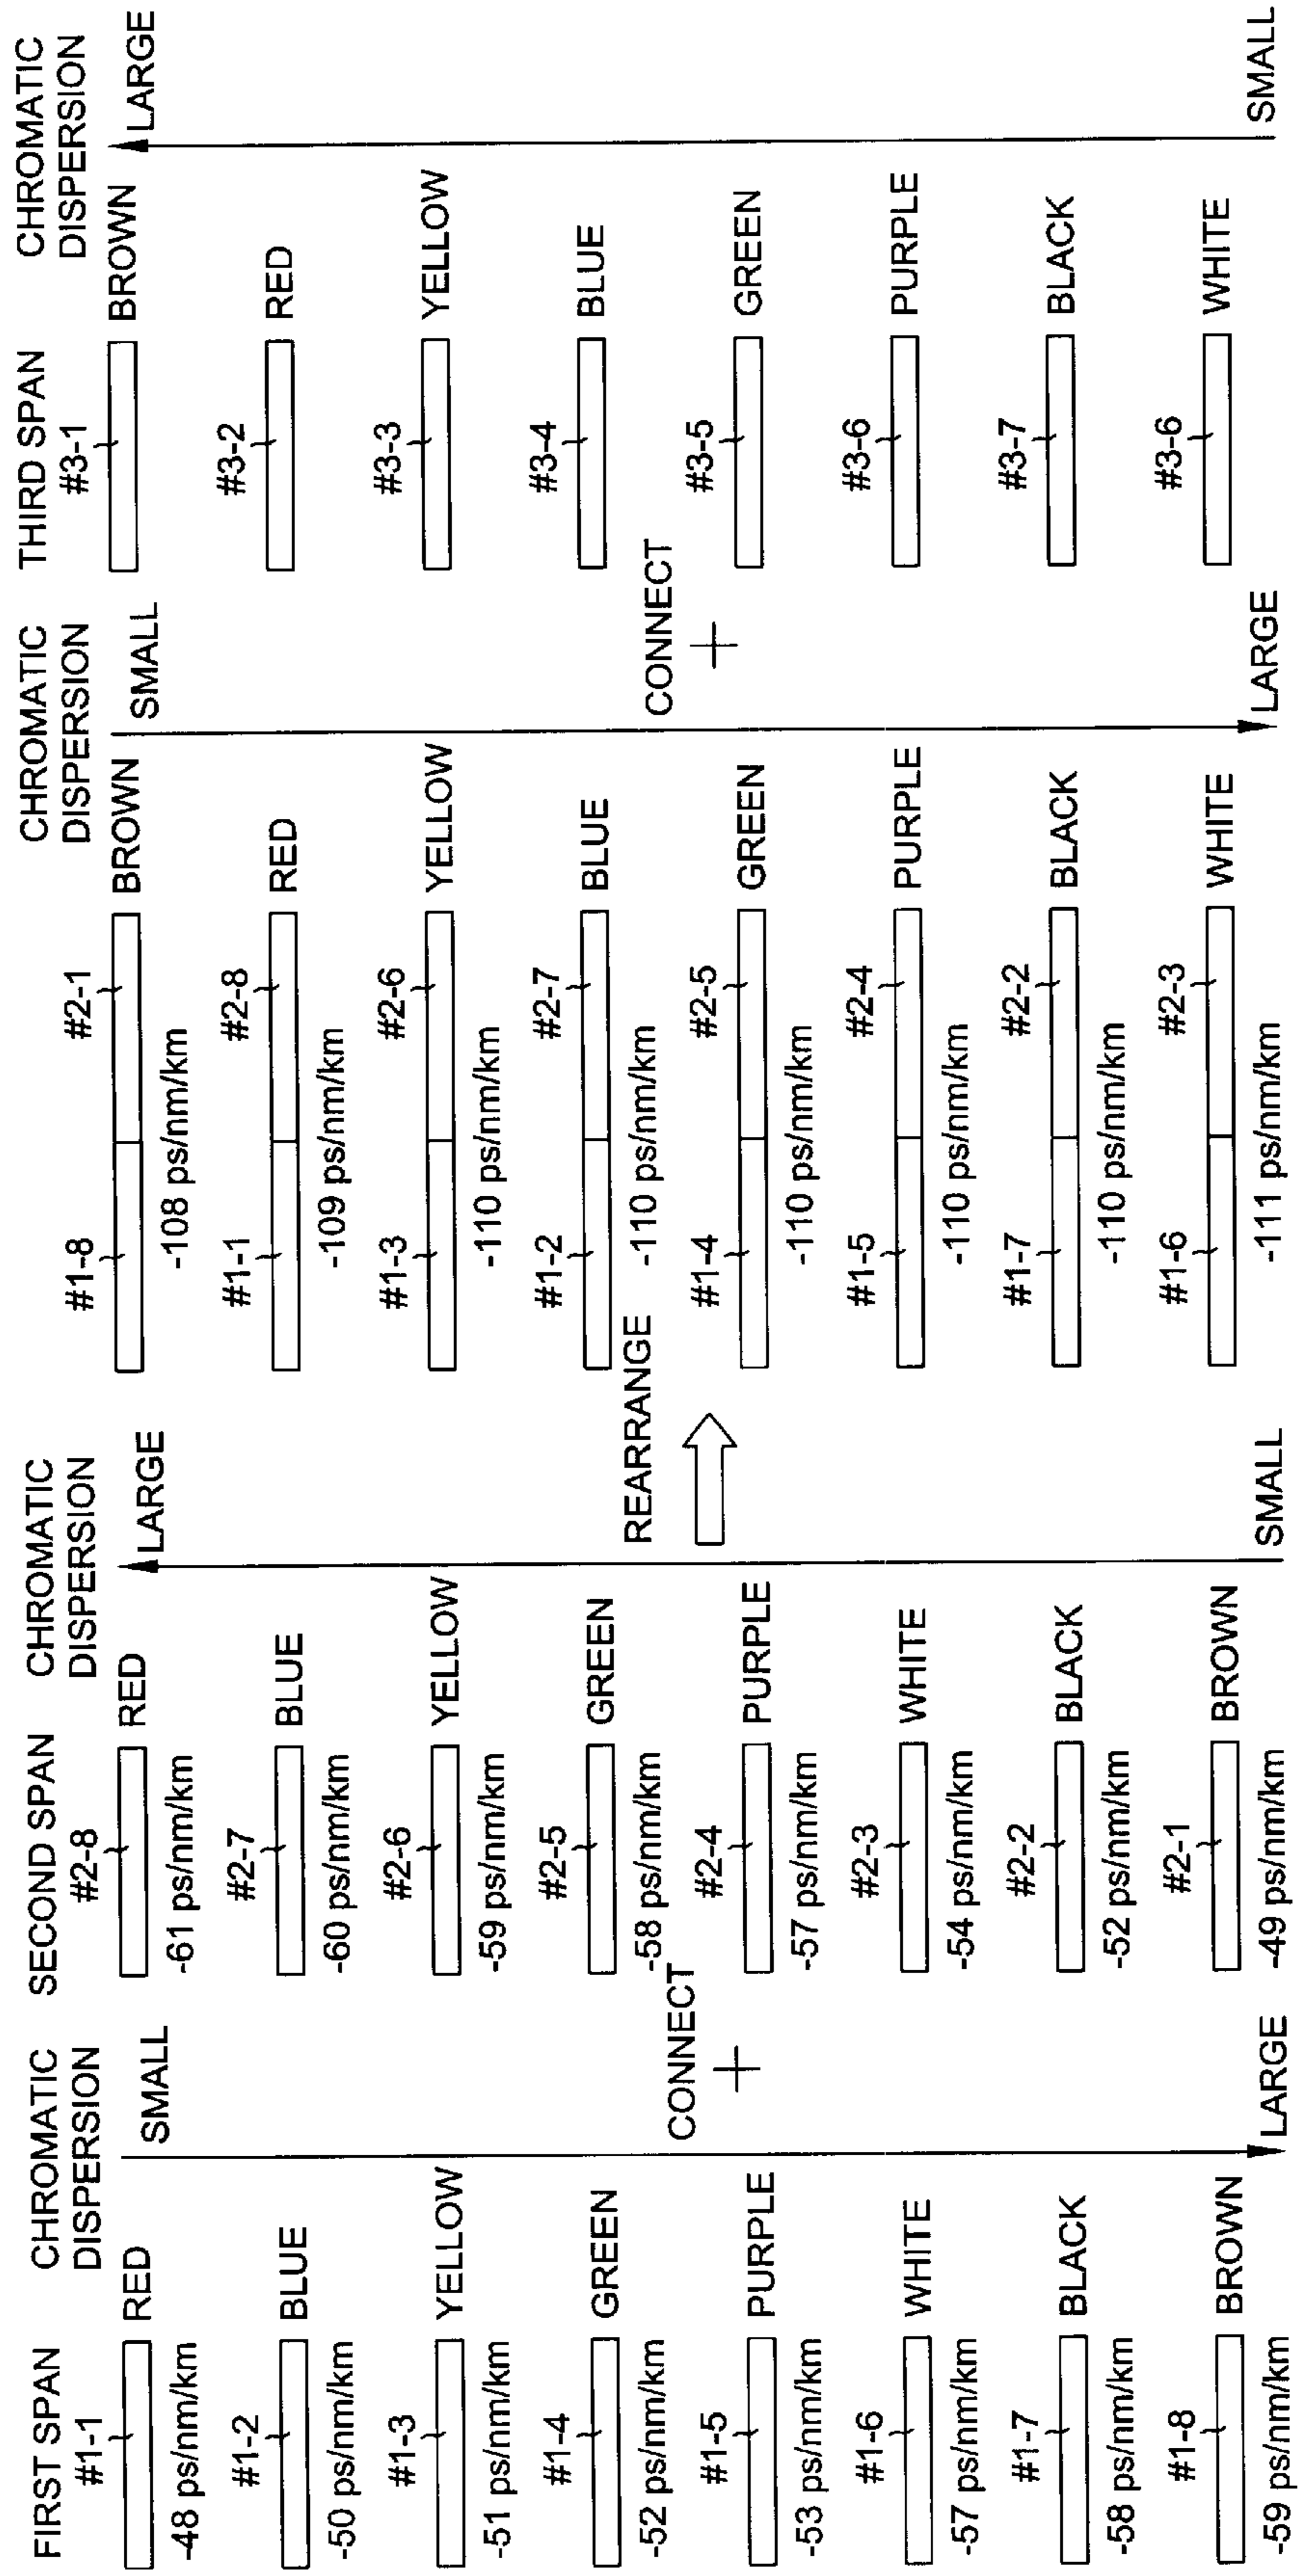 FIRST SPAN
CHROMATIC
DISPERSION
#1-1
RED
SMALL
-48 ps/nm/km
#1-2
BLUE
-50 ps/nm/km
#1-3
YELLOW
-51 ps/nm/km
#1-4
GREEN
-52 ps/nm/km
#1-5
PURPLE
-53 ps/nm/km
#1-6
WHITE
-57 ps/nm/km
#1-7
BLACK
-58 ps/nm/km
#1-8
BROWN
-59 ps/nm/km
LARGE
CONNECT
+
SECOND SPAN
CHROMATIC
DISPERSION
#2-8
RED
LARGE
-61 ps/nm/km
#2-7
BLUE
-60 ps/nm/km
#2-6
YELLOW
-59 ps/nm/km
#2-5
GREEN
-58 ps/nm/km
#2-4
PURPLE
-57 ps/nm/km
#2-3
WHITE
-54 ps/nm/km
#2-2
BLACK
-52 ps/nm/km
#2-1
BROWN
-49 ps/nm/km
SMALL
REARRANGE
CHROMATIC
DISPERSION
#1-8 #2-1
BROWN
SMALL
-108 ps/nm/km
#1-1 #2-8
RED
-109 ps/nm/km
#1-3 #2-6
YELLOW
-110 ps/nm/km
#1-2 #2-7
BLUE
-110 ps/nm/km
#1-4 #2-5
GREEN
-110 ps/nm/km
#1-5 #2-4
PURPLE
-110 ps/nm/km
#1-7 #2-2
BLACK
-110 ps/nm/km
#1-6 #2-3
WHITE
-111 ps/nm/km
LARGE
CONNECT
+
THIRD SPAN
CHROMATIC
DISPERSION
#3-1
BROWN
LARGE
#3-2
RED
#3-3
YELLOW
#3-4
BLUE
#3-5
GREEN
#3-6
PURPLE
#3-7
BLACK
#3-6
WHITE
SMALL